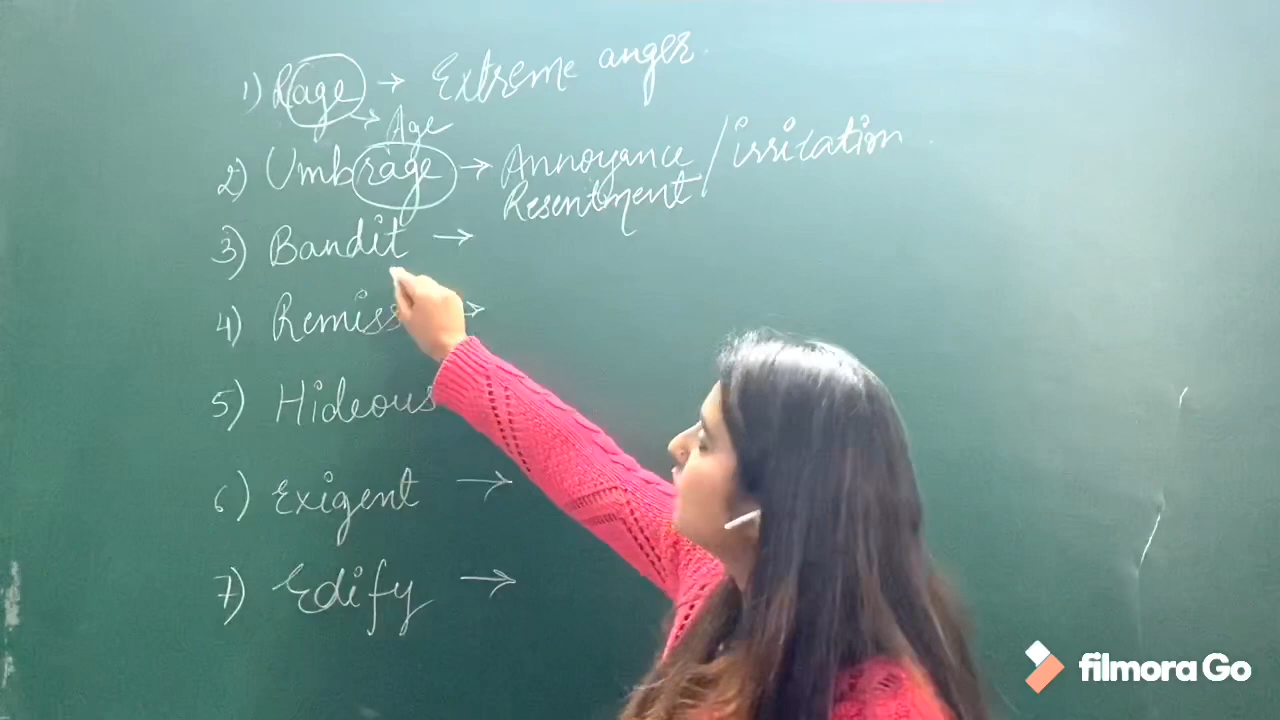 1) Rage → Extreme anger.
→ Age
2) Umbrage → Annoyance / irrication.
Resentment
3) Bandit →
4) Remiss →
5) Hideous
6) Exigent →
7) Edify →
filmora Go